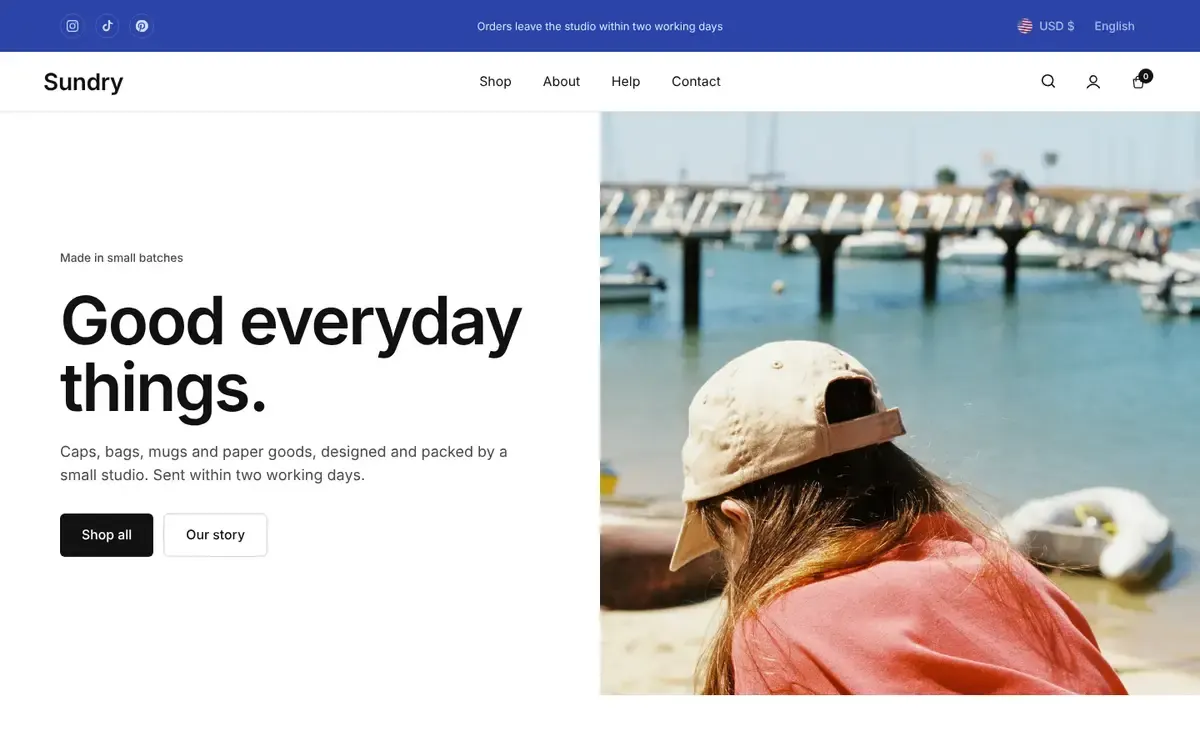 Orders leave the studio within two working days
USD $
English
Sundry
Shop
About
Help
Contact
0
Made in small batches
Good everyday
things.
Caps, bags, mugs and paper goods, designed and packed by a
small studio. Sent within two working days.
Shop all
Our story